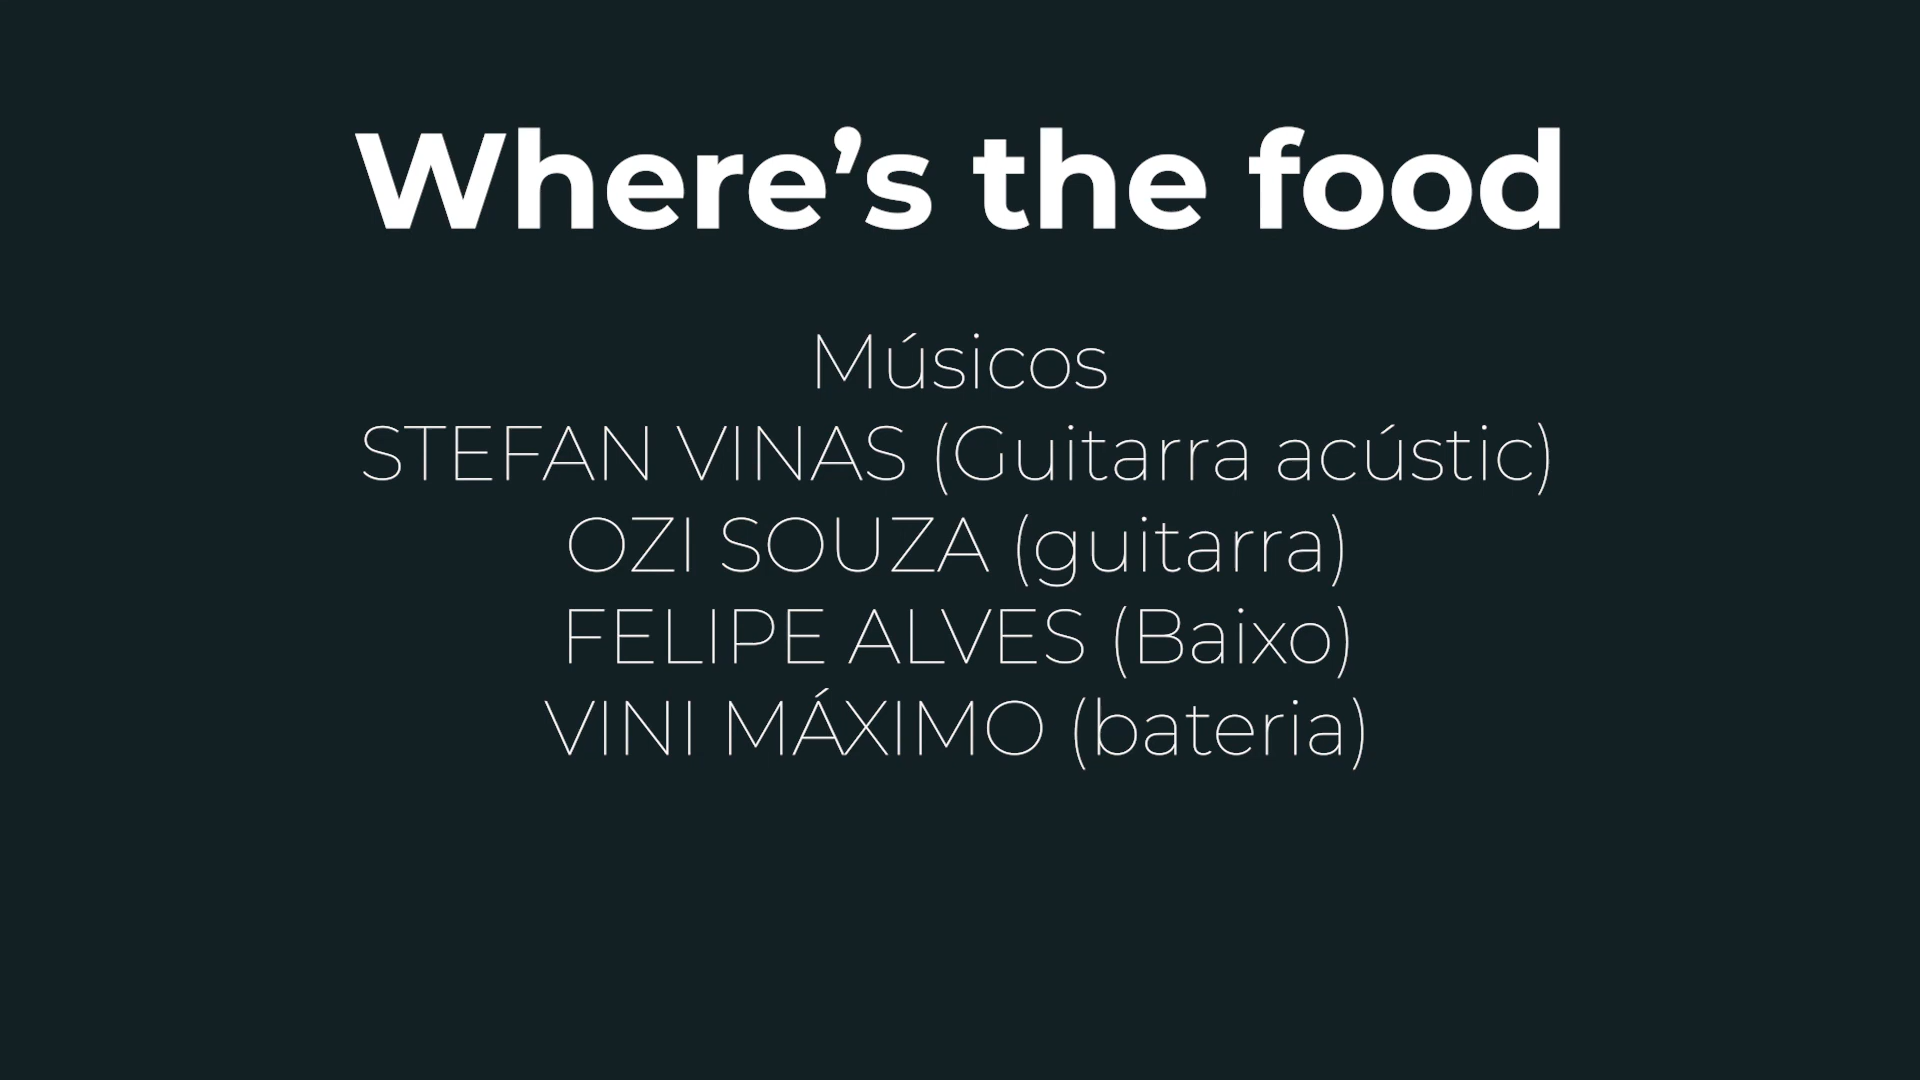 Where’s the food
Músicos
STEFAN VINAS (Guitarra acústic)
OZI SOUZA (guitarra)
FELIPE ALVES (Baixo)
VINI MÁXIMO (bateria)